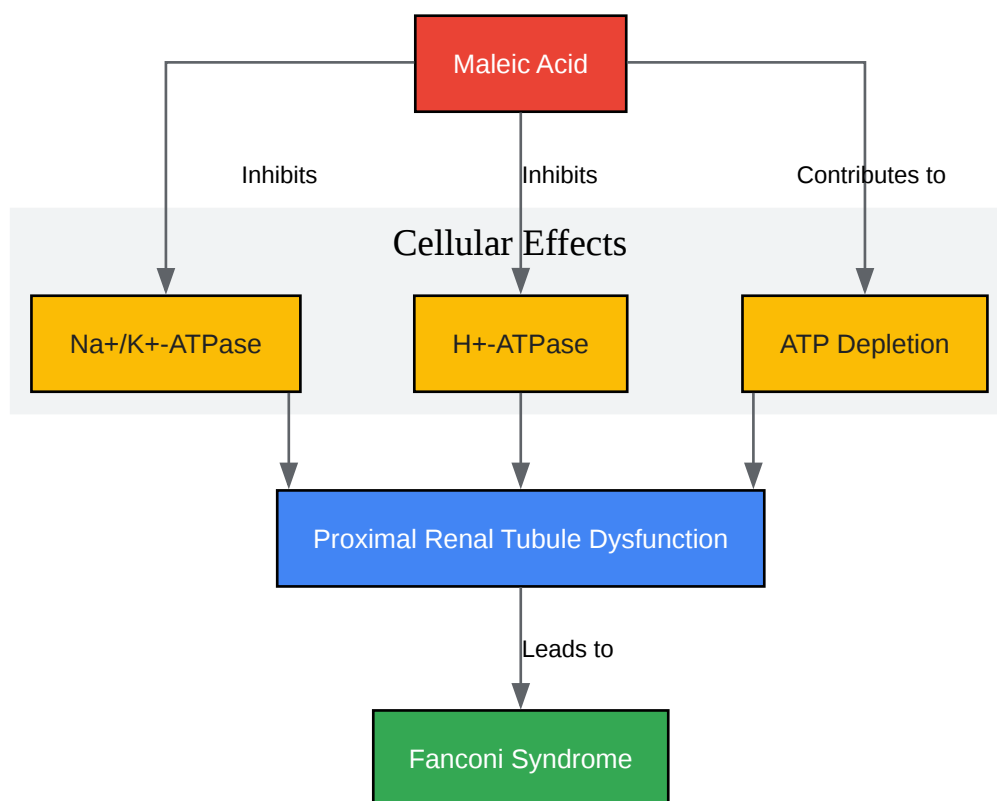 Maleic Acid
Inhibits
Inhibits
Contributes to
Cellular Effects
Na+/K+-ATPase
H+-ATPase
ATP Depletion
Proximal Renal Tubule Dysfunction
Leads to
Fanconi Syndrome